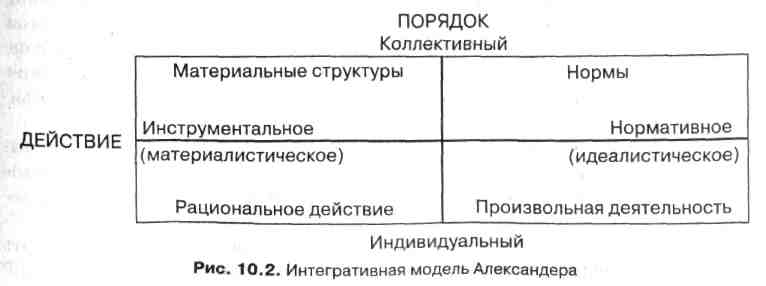 ПОРЯДОК
Коллективный
Материальные структуры Нормы
Инструментальное Нормативное
ДЕЙСТВИЕ
(материалистическое) (идеалистическое)
Рациональное действие Произвольная деятельность
Индивидуальный
Рис. 10.2. Интегративная модель Александера